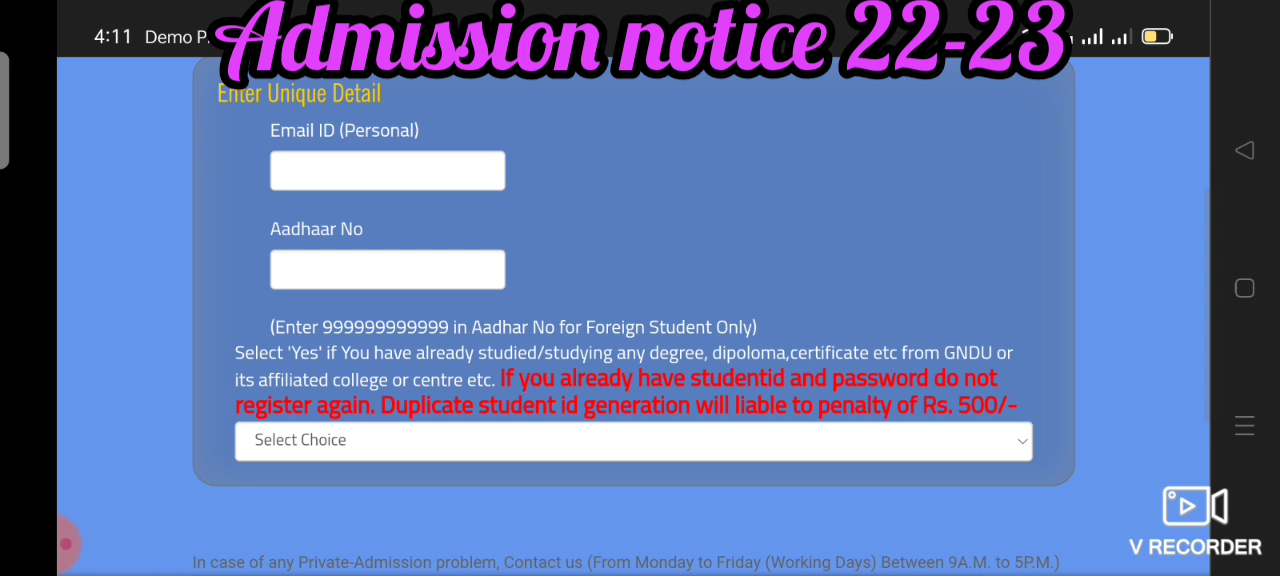 Admission notice 22-23
4:11 Demo P
Enter Unique Detail
Email ID (Personal)
Aadhaar No
(Enter 999999999999 in Aadhar No for Foreign Student Only)
Select 'Yes' if You have already studied/studying any degree, dipoloma,certificate etc from GNDU or
its affiliated college or centre etc. If you already have studentid and password do not
register again. Duplicate student id generation will liable to penalty of Rs. 500/-
Select Choice
In case of any Private-Admission problem, Contact us (From Monday to Friday (Working Days) Between 9A.M. to 5P.M.)
V RECORDER